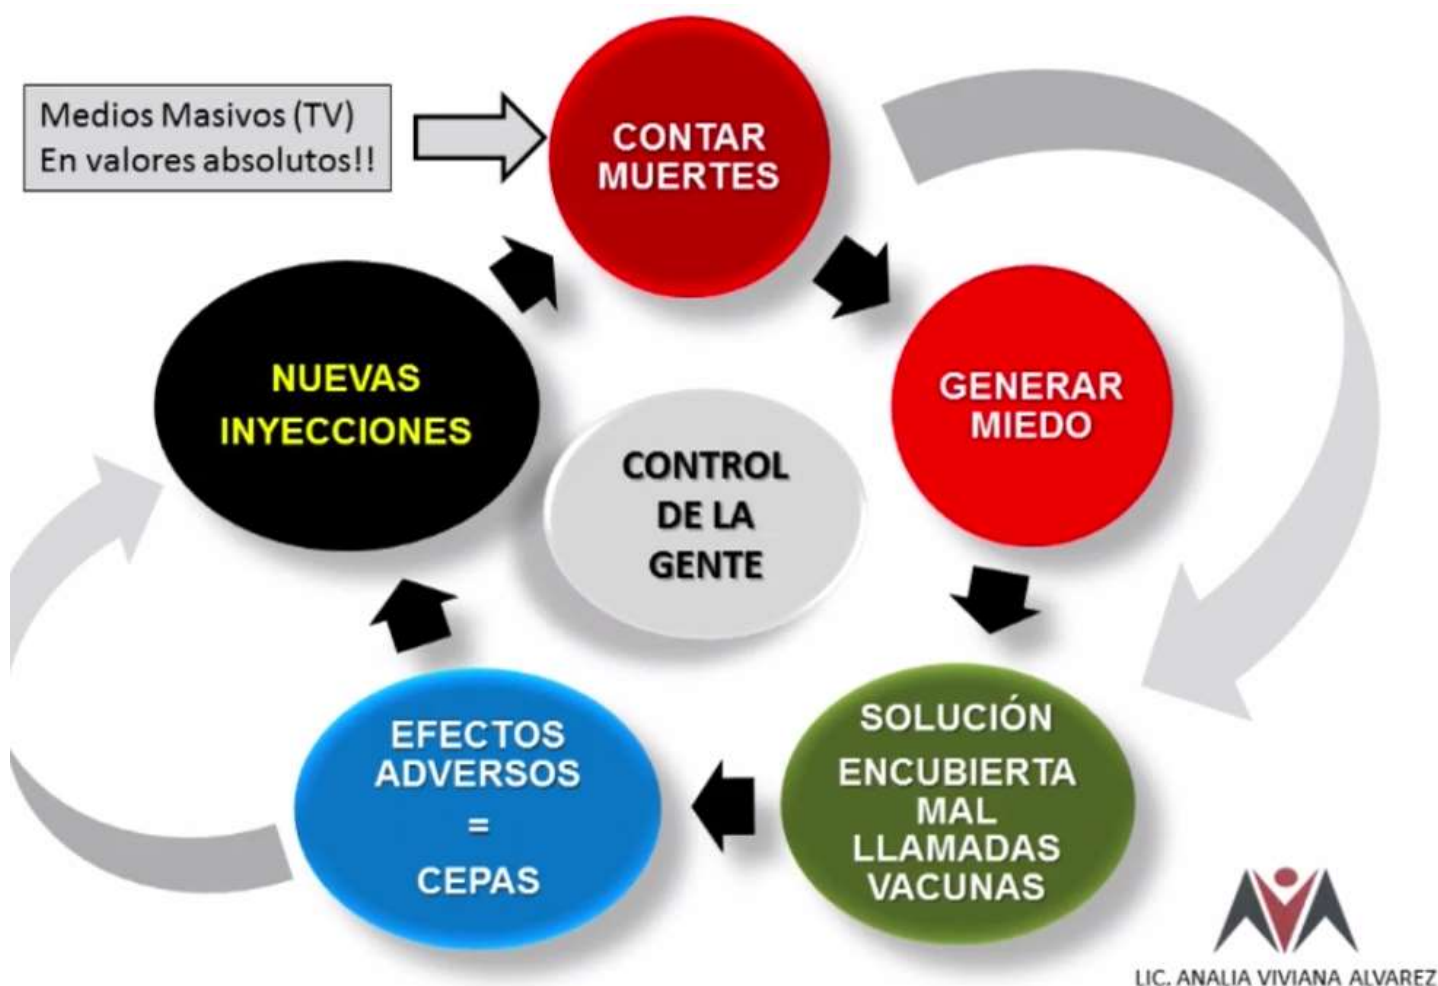 Medios Masivos (TV)
En valores absolutos!!
CONTAR
MUERTES
GENERAR
MIEDO
SOLUCIÓN
ENCUBIERTA
MAL
LLAMADAS
VACUNAS
EFECTOS
ADVERSOS
=
CEPAS
NUEVAS
INYECCIONES
CONTROL
DE LA
GENTE
LIC. ANALIA VIVIANA ALVAREZ